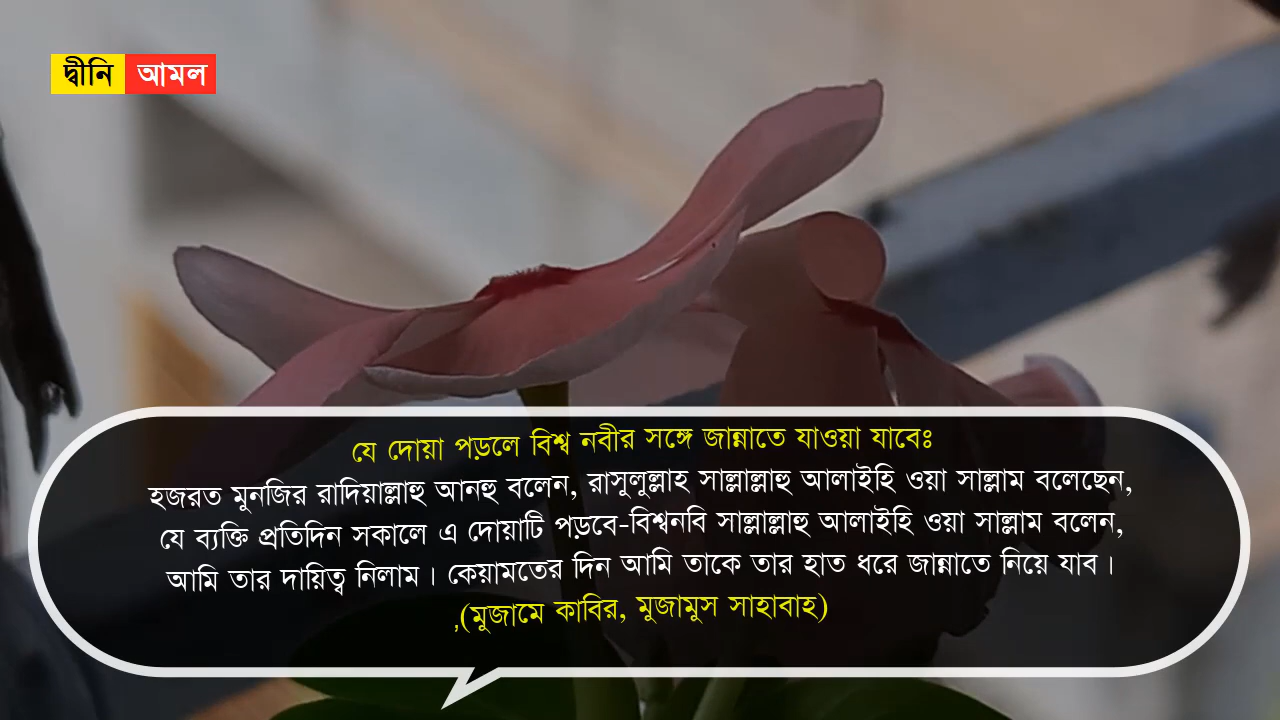 দ্বীনি আমল
যে দোয়া পড়লে বিশ্ব নবীর সঙ্গে জান্নাতে যাওয়া যাবেঃ
হজরত মুনজির রাদিয়াল্লাহু আনহু বলেন, রাসুলুল্লাহ সাল্লাল্লাহু আলাইহি ওয়া সাল্লাম বলেছেন,
যে ব্যক্তি প্রতিদিন সকালে এ দোয়াটি পড়বে-বিশ্বনবি সাল্লাল্লাহু আলাইহি ওয়া সাল্লাম বলেন,
আমি তার দায়িত্ব নিলাম। কেয়ামতের দিন আমি তাকে তার হাত ধরে জান্নাতে নিয়ে যাব।
,(মুজামে কাবির, মুজামুস সাহাবাহ)